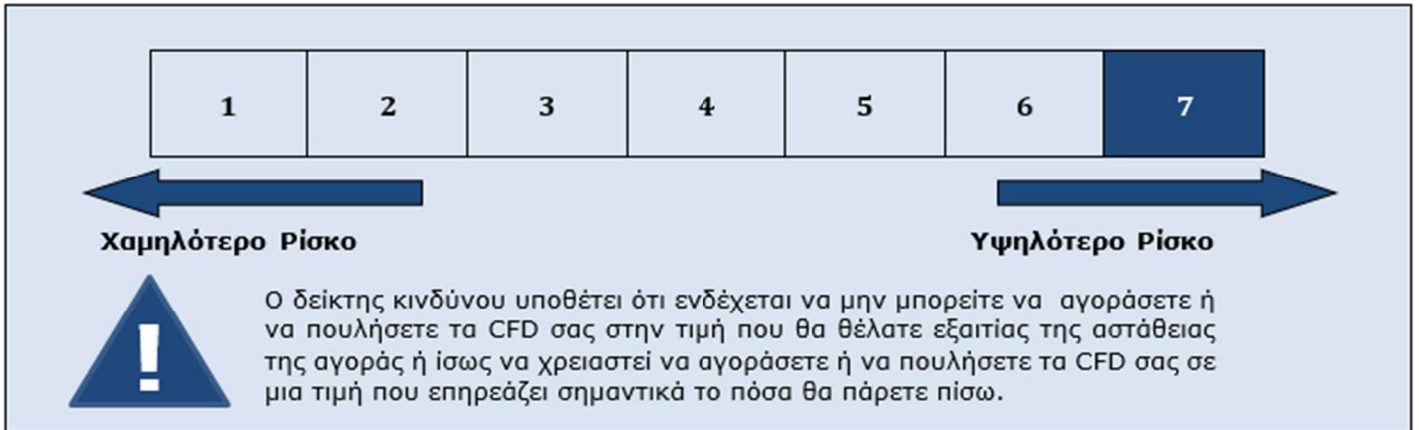 1 2 3 4 5 6 7
Χαμηλότερο Ρίσκο Υψηλότερο Ρίσκο
!
Ο δείκτης κινδύνου υποθέτει ότι ενδέχεται να μην μπορείτε να αγοράσετε ή
να πουλήσετε τα CFD σας στην τιμή που θα θέλατε εξαιτίας της αστάθειας
της αγοράς ή ίσως να χρειαστεί να αγοράσετε ή να πουλήσετε τα CFD σας σε
μια τιμή που επηρεάζει σημαντικά το πόσα θα πάρετε πίσω.